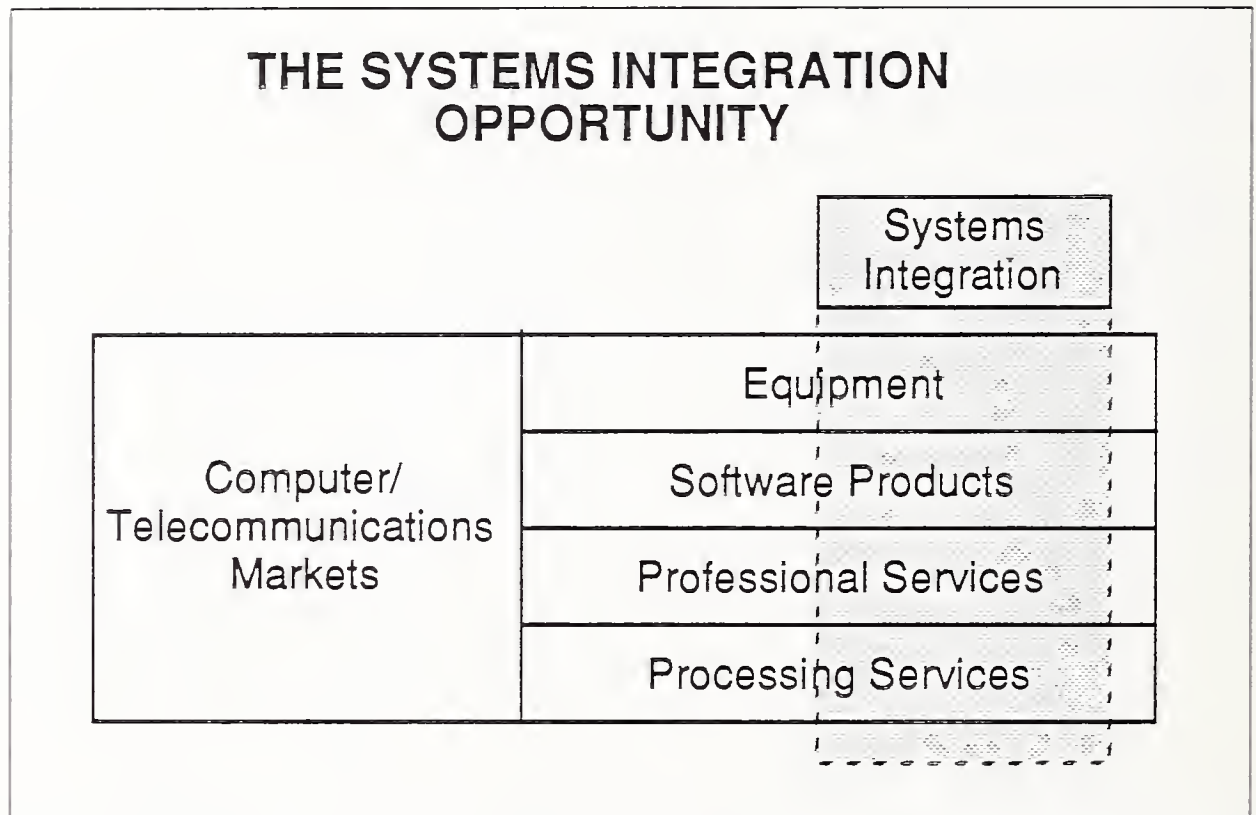 THE SYSTEMS INTEGRATION
OPPORTUNITY
Systems
Integration
Computer/
Telecommunications
Markets
Equipment
Software Products
Professional Services
Processing Services